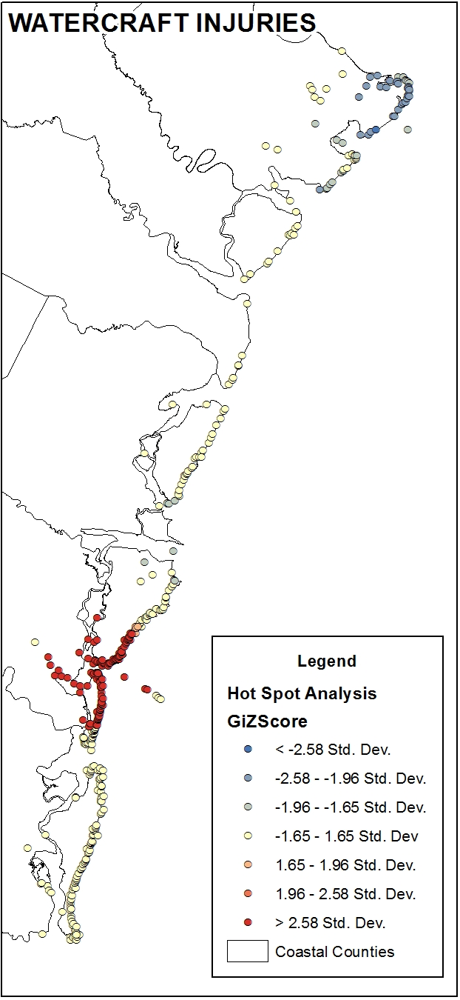 WATERCRAFT INJURIES
Legend
Hot Spot Analysis
GiZScore
< -2.58 Std. Dev.
-2.58 - -1.96 Std. Dev.
-1.96 - -1.65 Std. Dev.
-1.65 - 1.65 Std. Dev
1.65 - 1.96 Std. Dev.
1.96 - 2.58 Std. Dev.
> 2.58 Std. Dev.
Coastal Counties